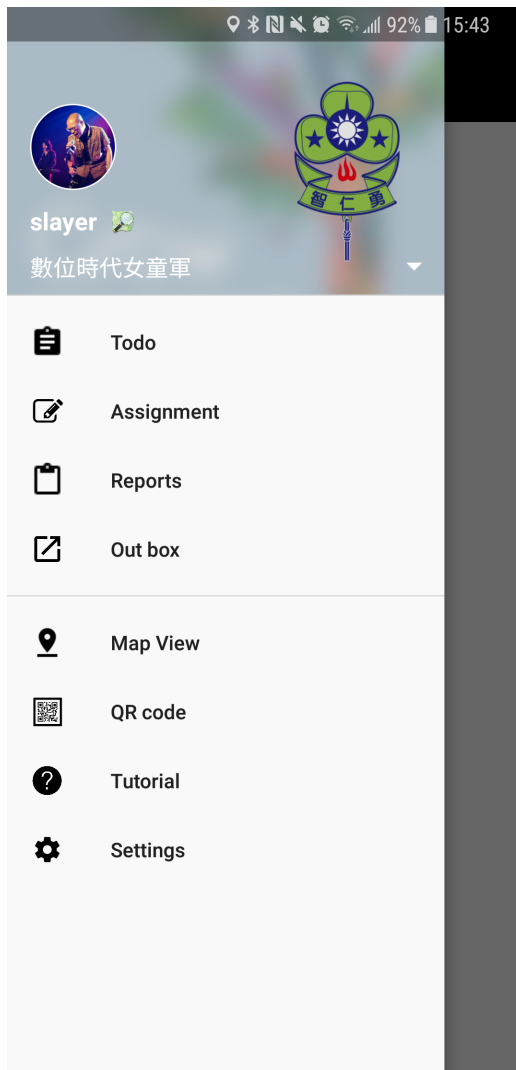 92% 15:43
智仁勇
slayer
數位時代女童軍
Todo
Assignment
Reports
Out box
Map View
QR code
Tutorial
Settings